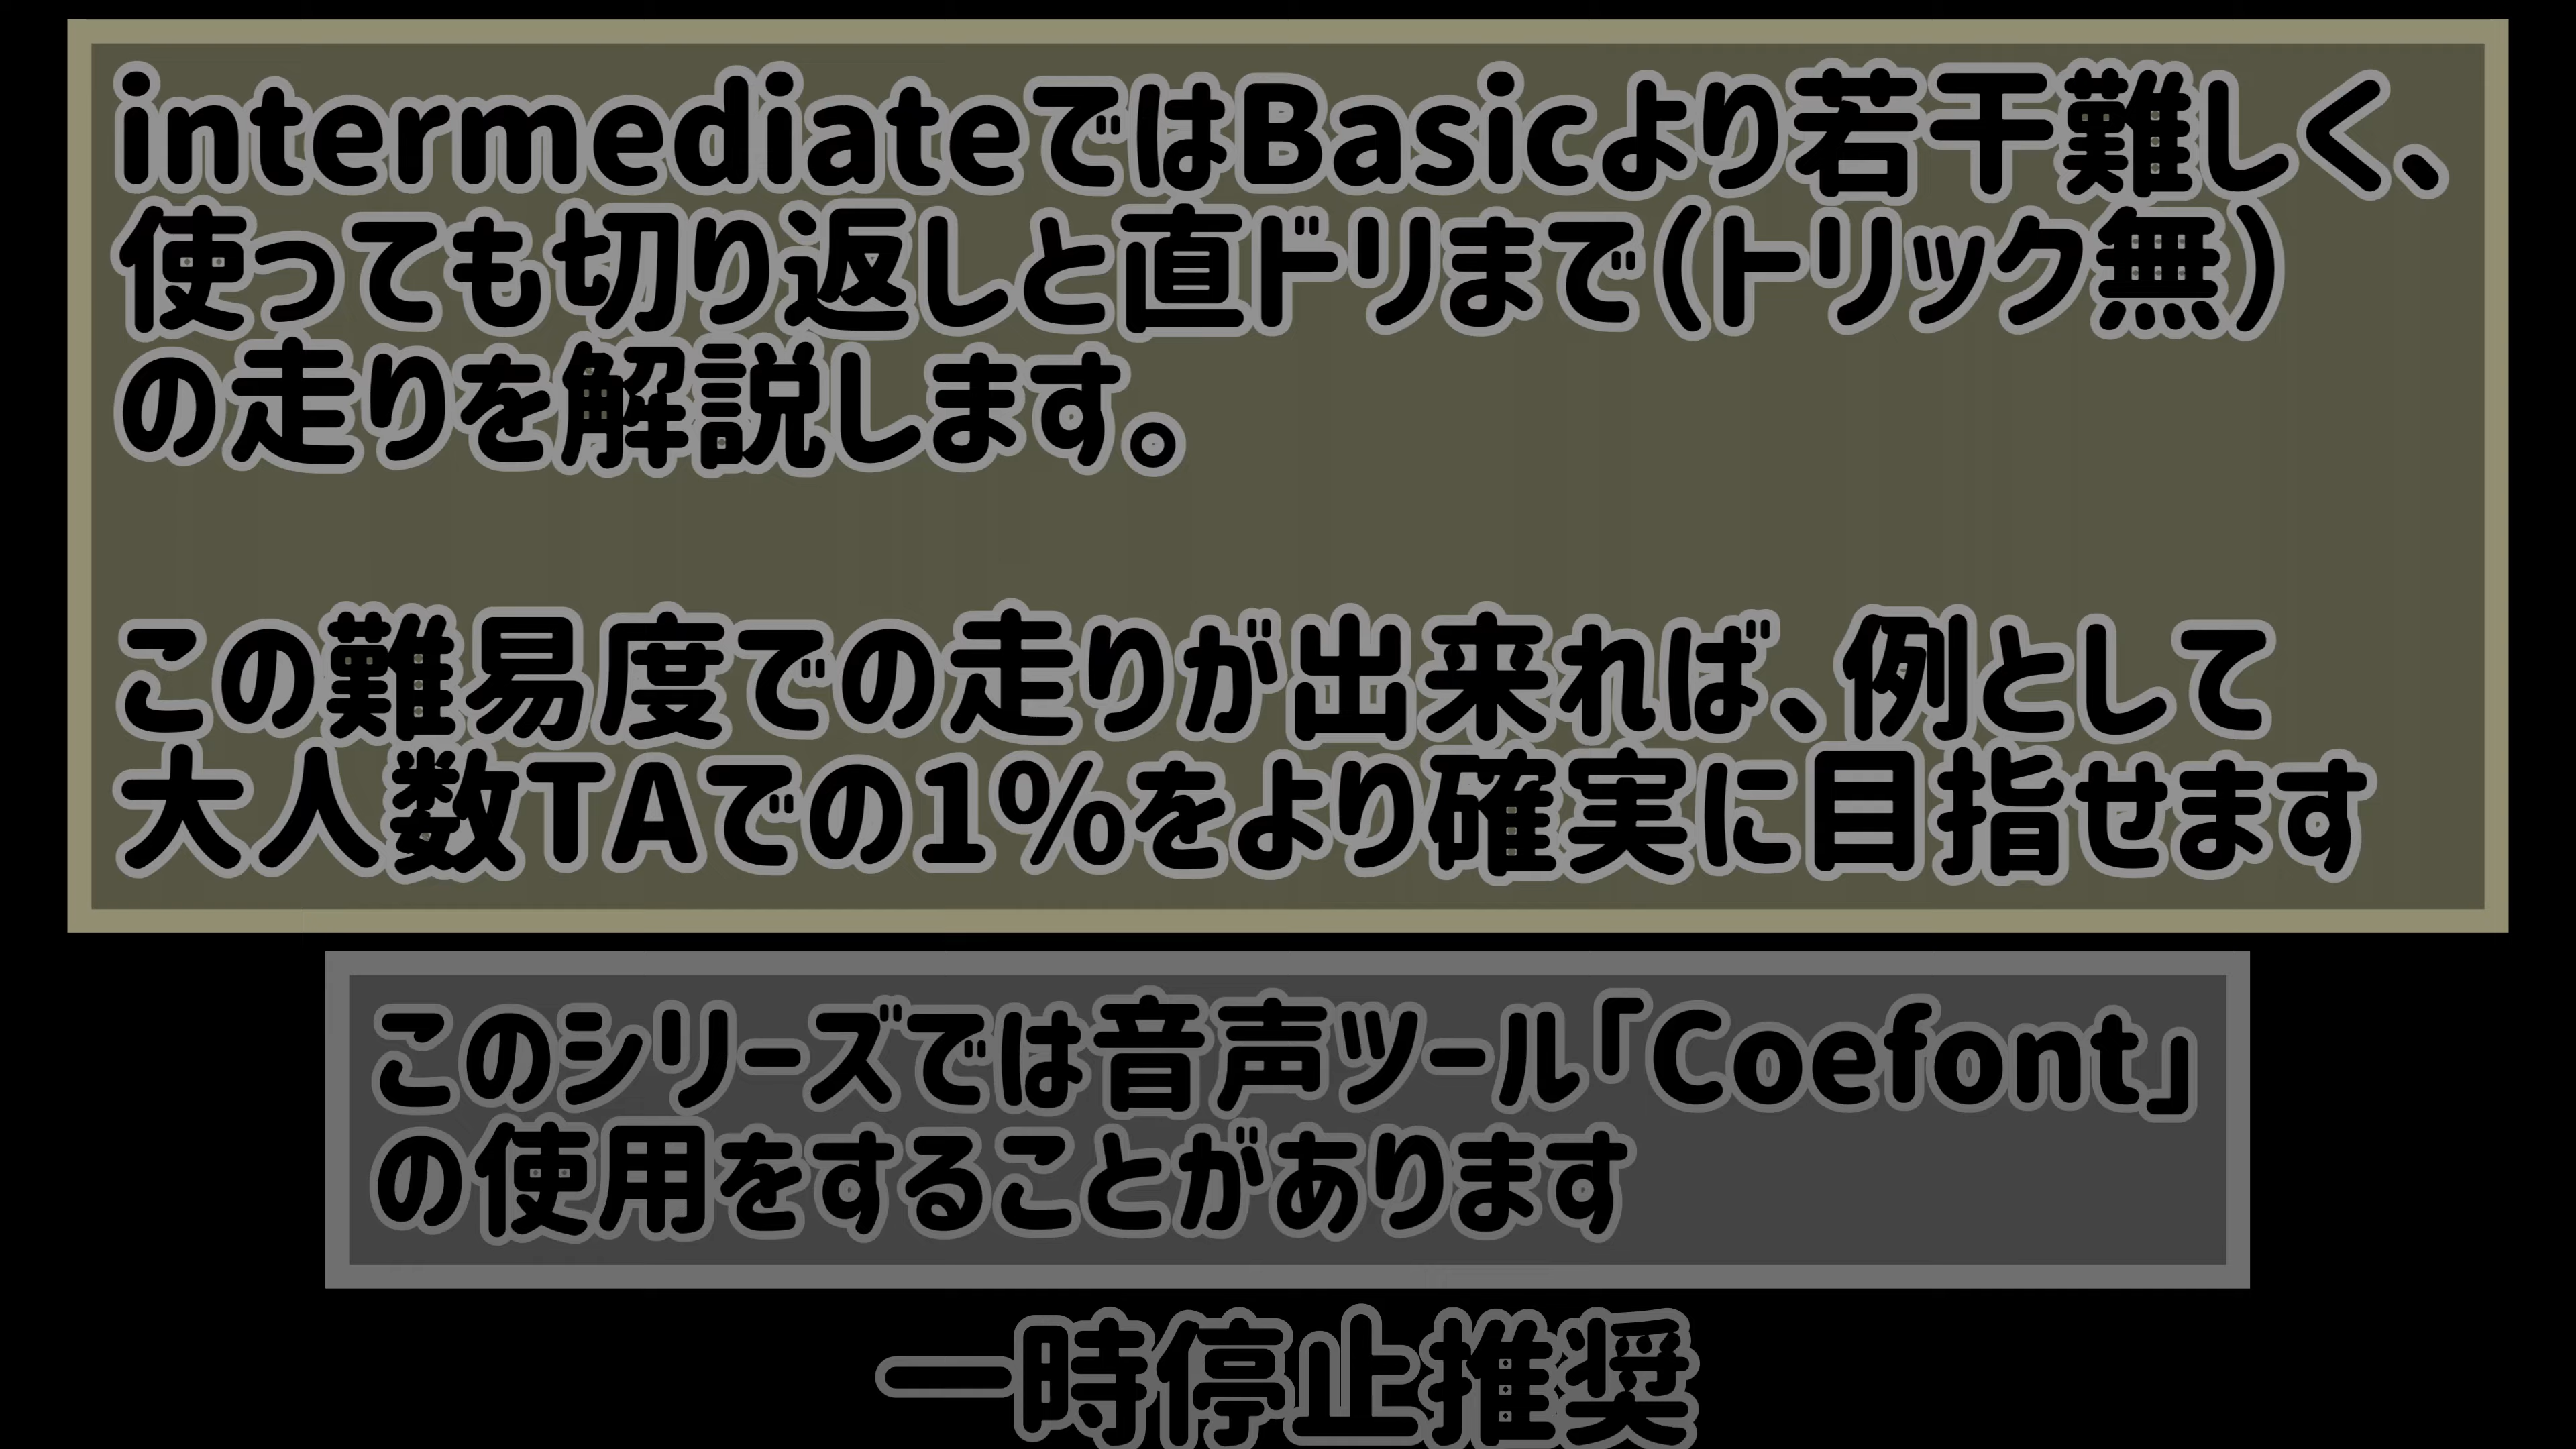 intermediateではBasicより若干難しく、
使っても切り返しと直ドリまで(トリック無)
の走りを解説します。
この難易度での走りが出来れば、例として
大人数TAでの1%をより確実に目指せます
このシリーズでは音声ツール「Coefont」
の使用をすることがあります
一時停止推奨